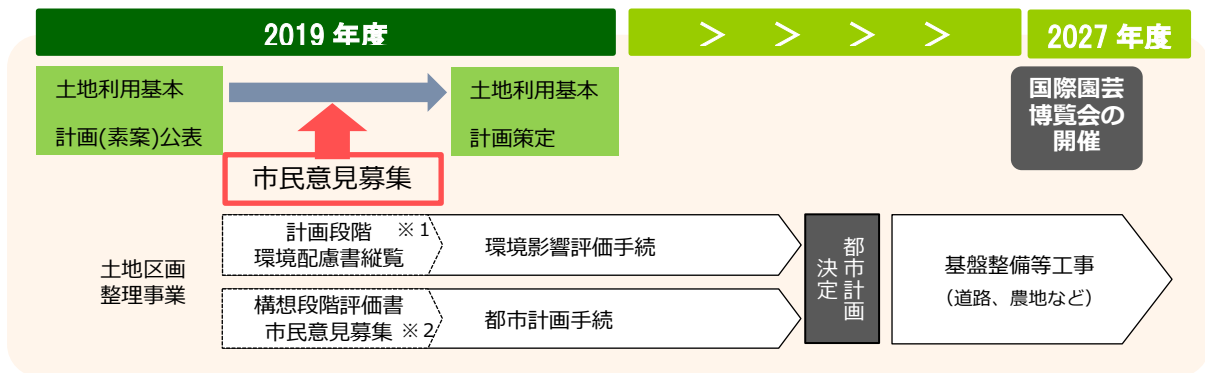 2019 年度
＞ ＞ ＞ ＞
2027 年度
土地利用基本
計画(素案)公表
土地利用基本
計画策定
国際園芸
博覧会の
開催
市民意見募集
土地区画
整理事業
計画段階 ※1
環境配慮書縦覧
環境影響評価手続
構想段階評価書
市民意見募集 ※2
都市計画手続
都市計画
決定
基盤整備等工事
（道路、農地など）